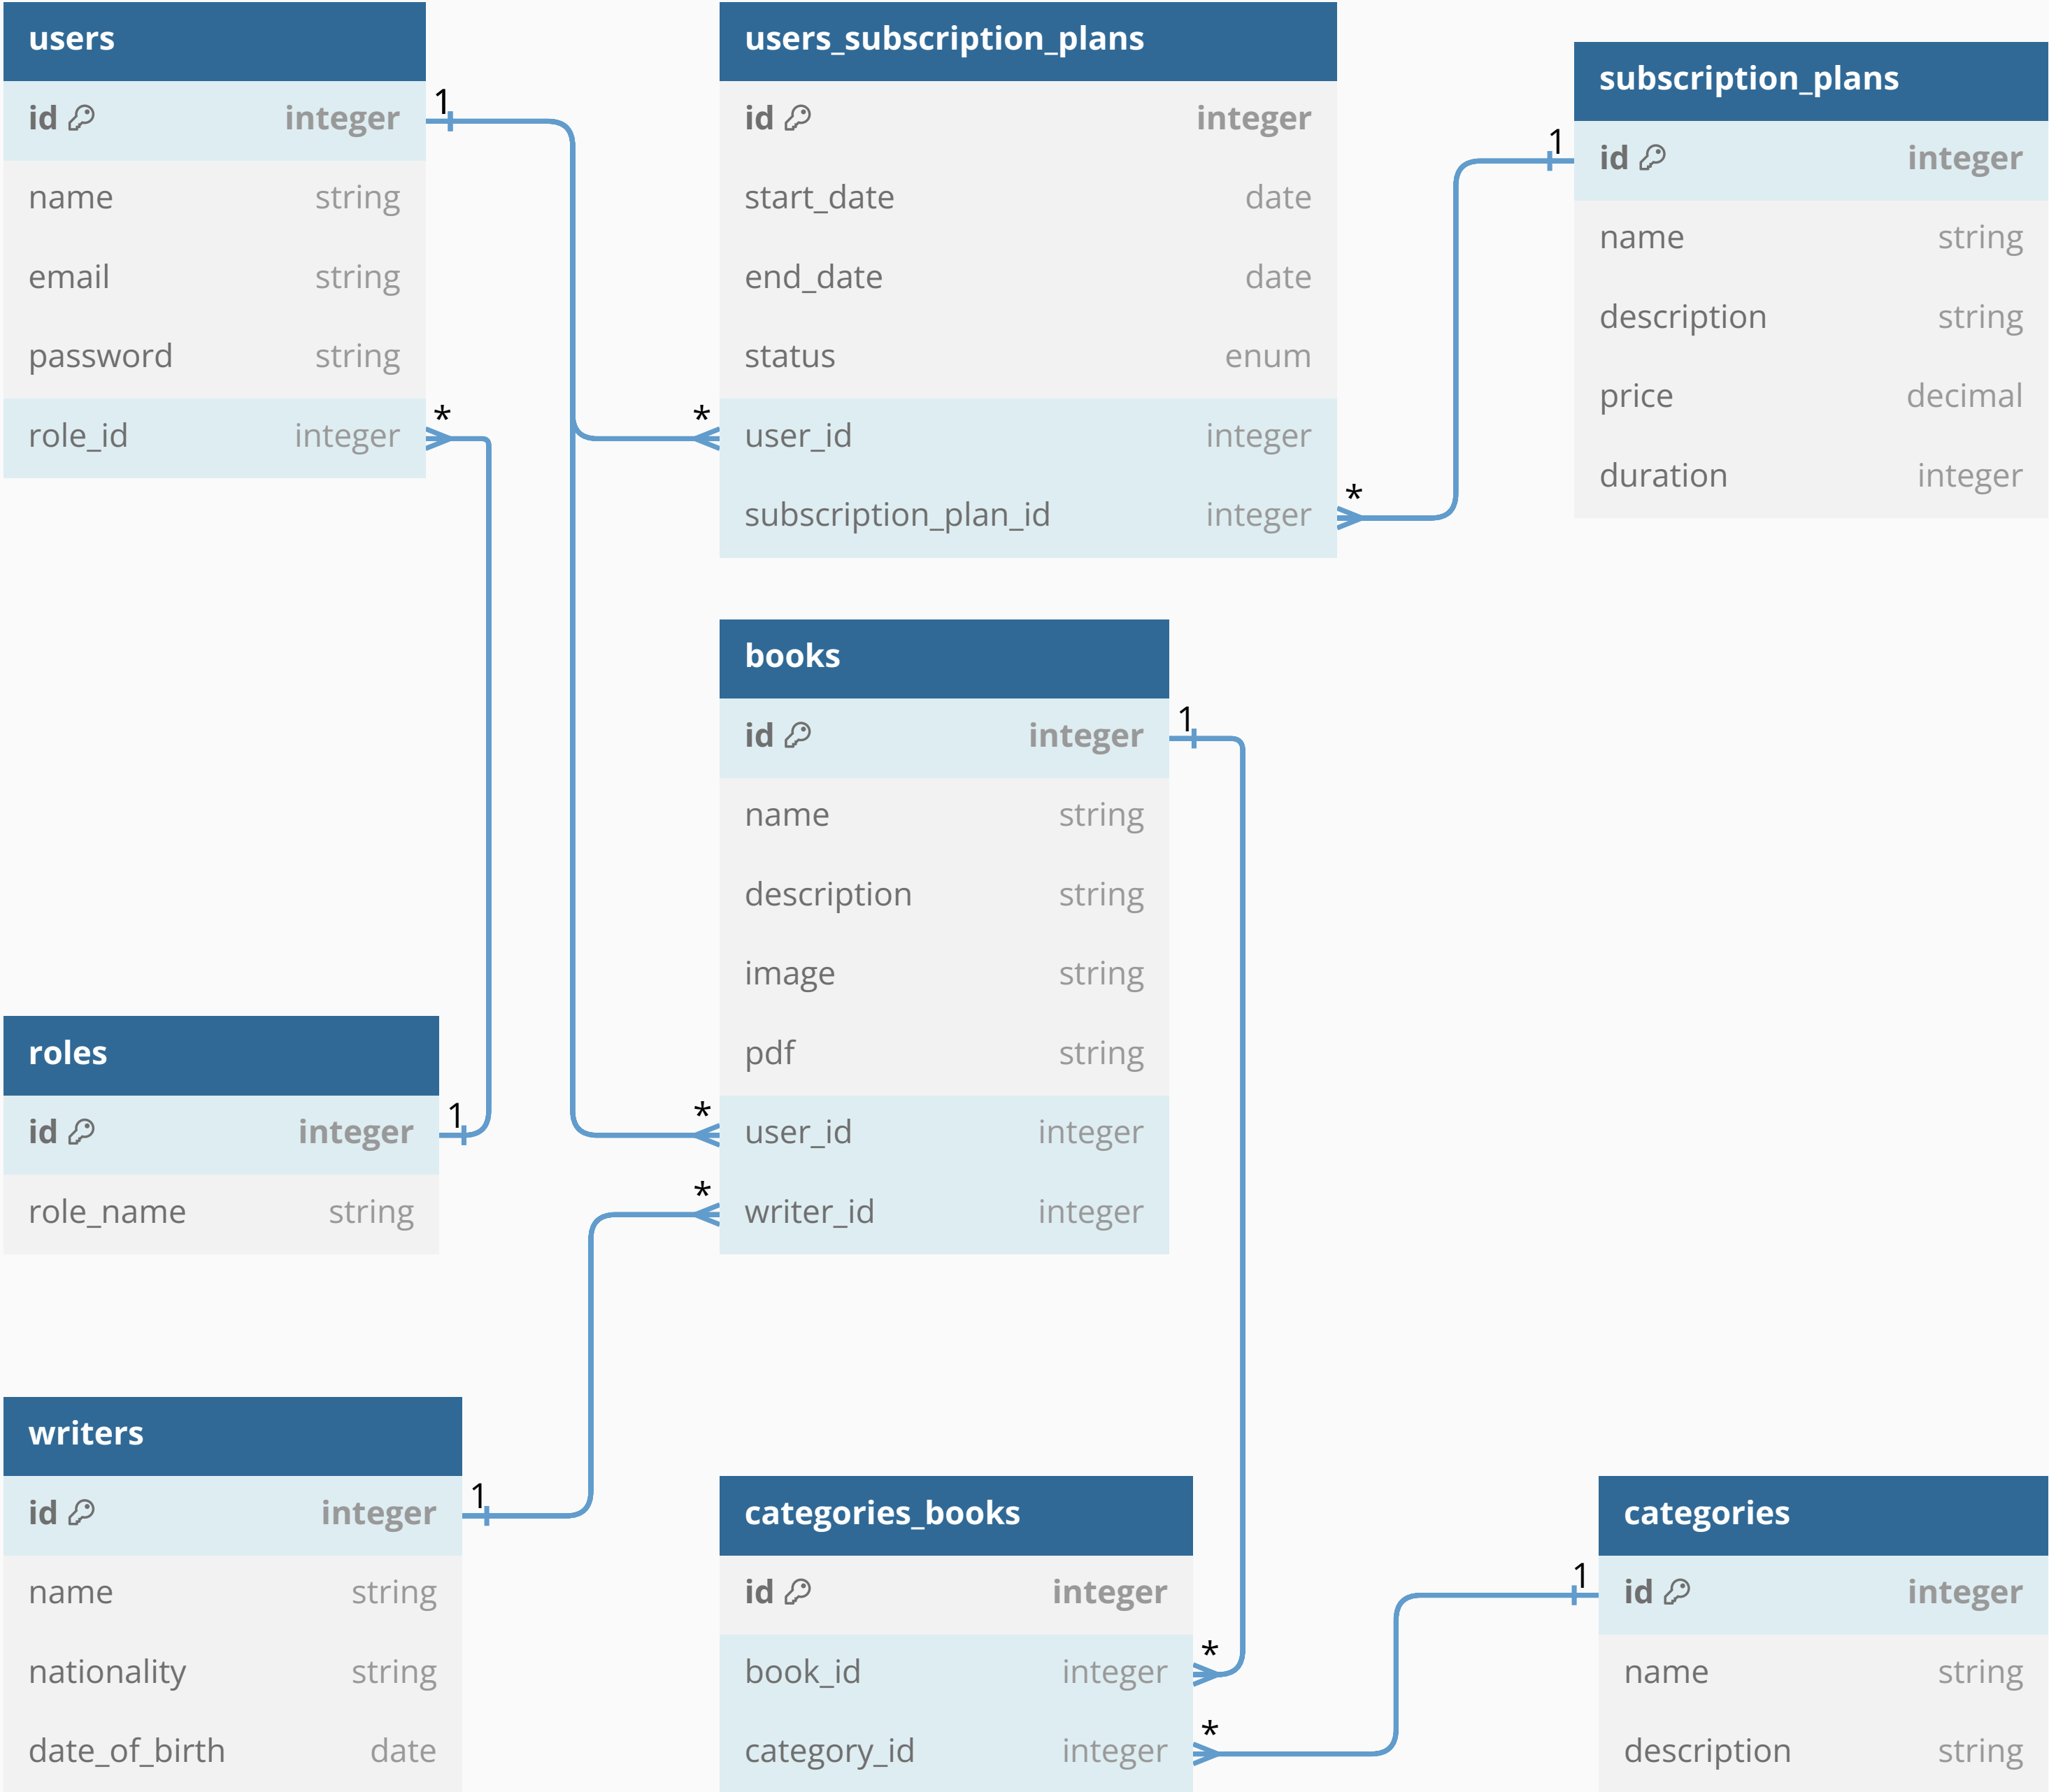 users
id integer
name string
email string
password string
role_id integer
1
*
users_subscription_plans
id integer
start_date date
end_date date
status enum
* user_id integer
subscription_plan_id integer *
subscription_plans
1 id integer
name string
description string
price decimal
duration integer
books
id integer 1
name string
description string
image string
pdf string
* user_id integer
* writer_id integer
roles
id integer 1
role_name string
writers
id integer 1
name string
nationality string
date_of_birth date
categories_books
id integer
book_id integer *
category_id integer *
categories
1 id integer
name string
description string